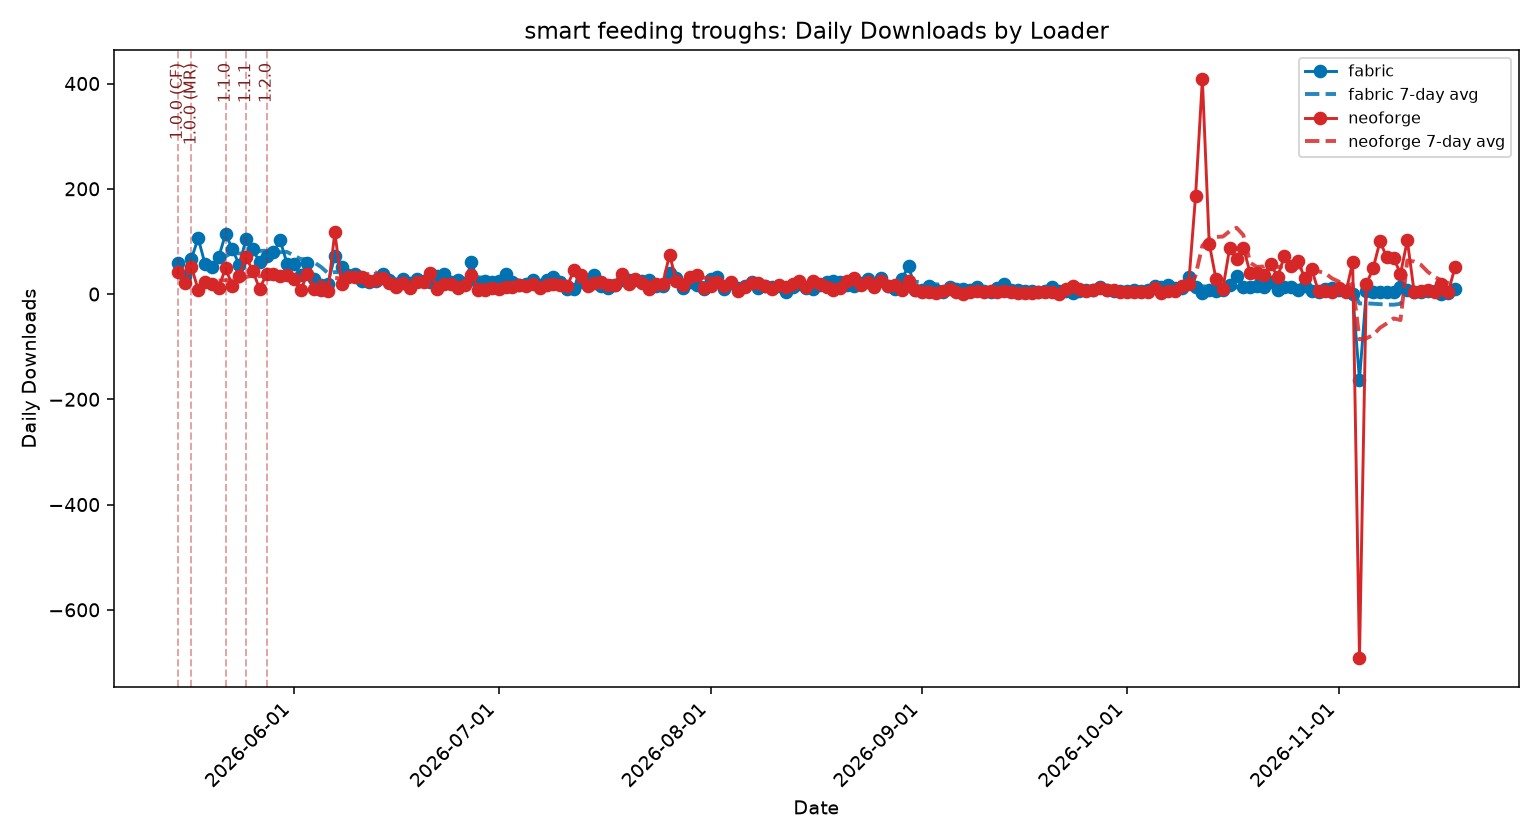 smart feeding troughs: Daily Downloads by Loader
1.0.0 (CF)
1.0.0 (MR)
1.1.0
1.1.1
1.2.0
fabric
fabric 7-day avg
neoforge
neoforge 7-day avg
Daily Downloads
400
200
0
−200
−400
−600
2026-06-01
2026-07-01
2026-08-01
2026-09-01
2026-10-01
2026-11-01
Date